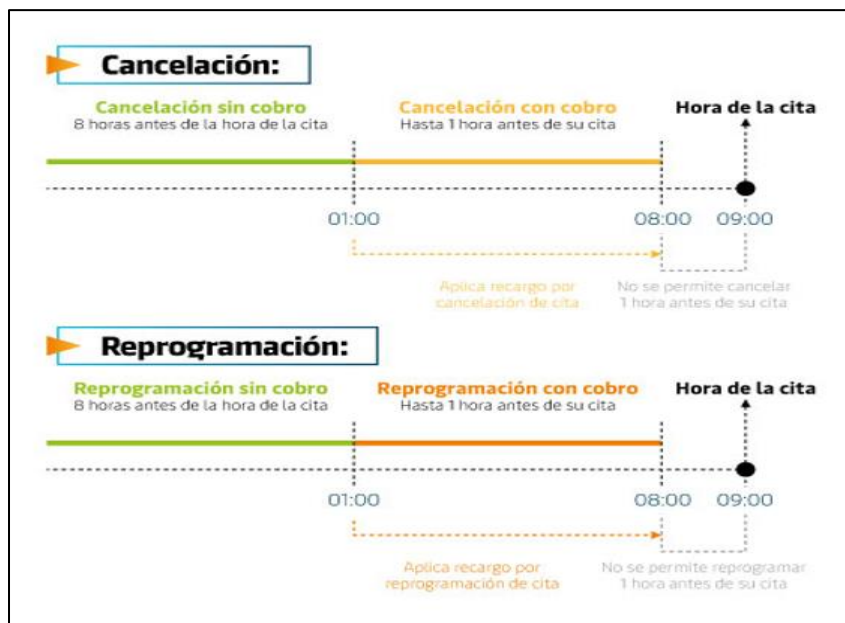 Cancelación:
Cancelación sin cobro
8 horas antes de la hora de la cita
Cancelación con cobro
Hasta 1 hora antes de su cita
Hora de la cita
01:00
08:00
09:00
Aplica recargo por
cancelación de cita
No se permite cancelar
1 hora antes de su cita
Reprogramación:
Reprogramación sin cobro
8 horas antes de la hora de la cita
Reprogramación con cobro
Hasta 1 hora antes de su cita
Hora de la cita
01:00
08:00
09:00
Aplica recargo por
reprogramación de cita
No se permite reprogramar
1 hora antes de su cita